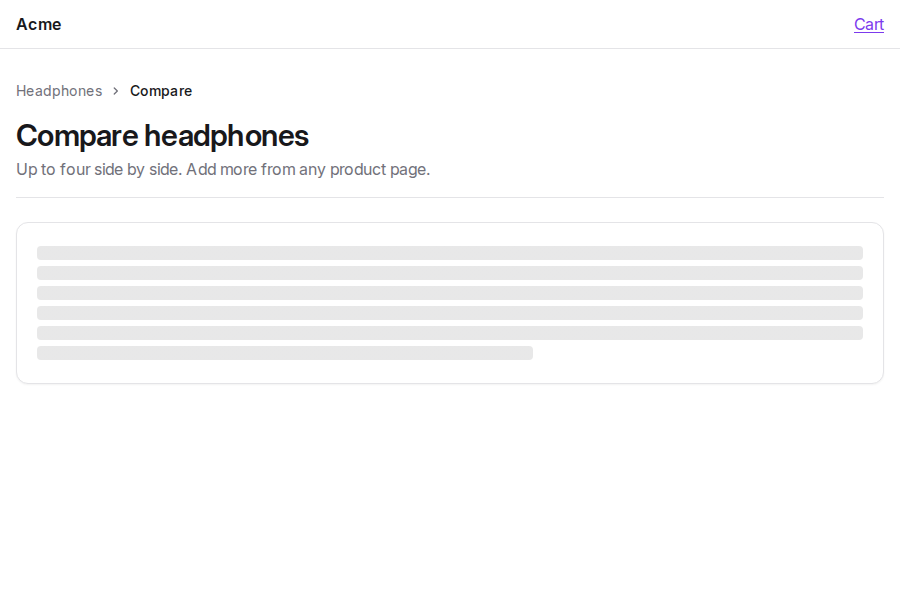 Acme
Cart
Headphones > Compare
Compare headphones
Up to four side by side. Add more from any product page.